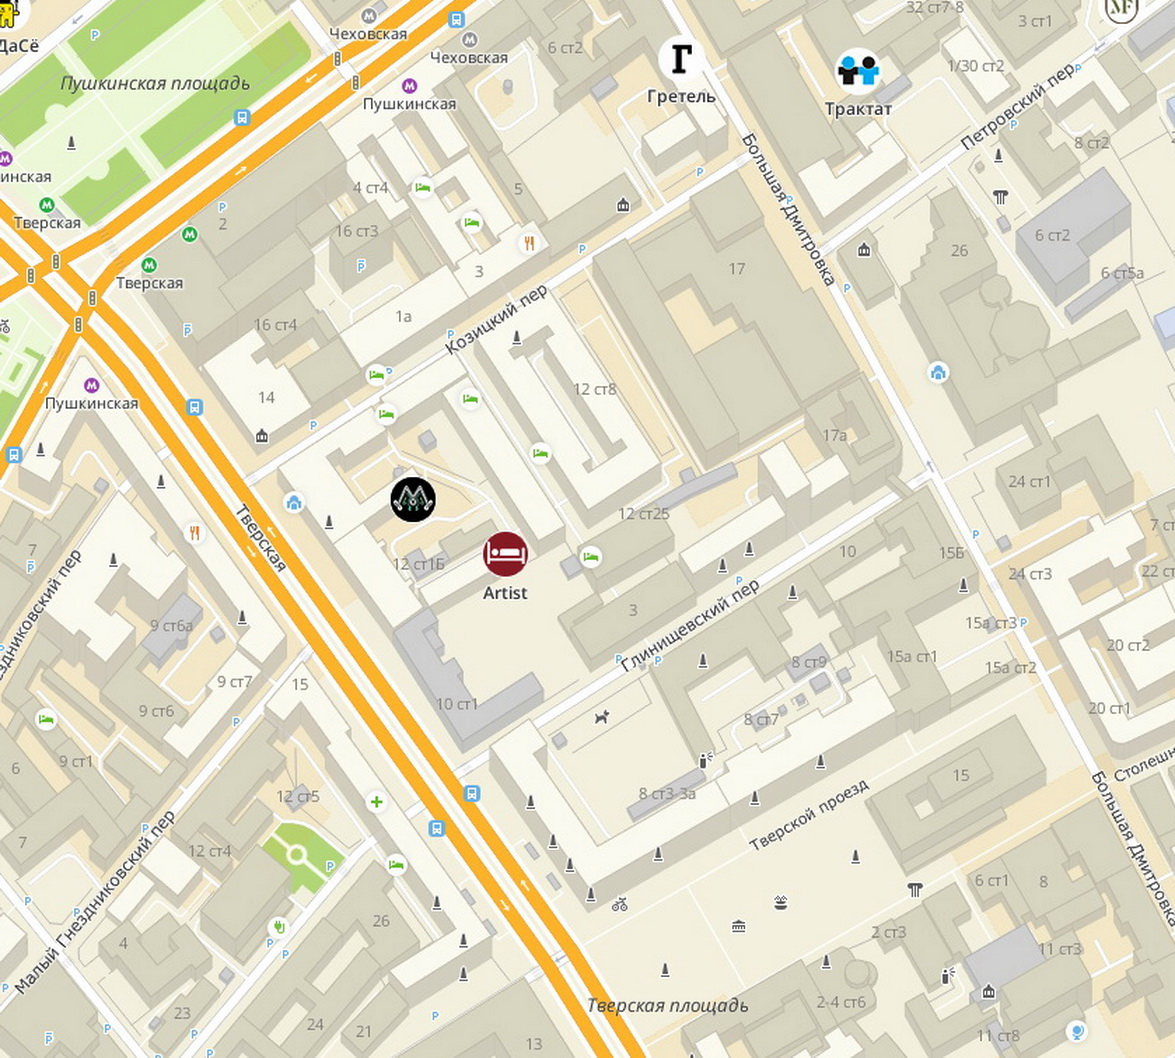 ДаСё
Чеховская
Чеховская
6 ст2
32 ст7-8
3 ст1
MF
Пушкинская площадь
Пушкинская
Г
Гретель
Трактат
1/30 ст2
Петровский пер
8 ст2
инская
Тверская
2
4 ст4
5
Большая Дмитровка
16 ст3
Тверская
3
17
26
6 ст2
6 ст5а
16 ст4
1а
Козицкий пер
Пушкинская
14
12 ст8
17а
24 ст1
Тверская
12 ст25
7
9 ст6а
12 ст1Б
Artist
3
10
15Б
24 ст3
7 ст
22 ст
здниковский пер
Глинищевский пер
15а ст3
9 ст7
15
8 ст9
15а ст1
15а ст2
20 ст2
9 ст6
10 ст1
8 ст7
20 ст1
6
9 ст1
12 ст5
8 ст3-3а
Тверской проезд
15
Столешн
7
12 ст4
Малый Гнездниковский пер
Большая Дмитровка
4
26
6 ст1
8
2 ст3
11 ст3
23
24
21
13
Тверская площадь
2-4 ст6
11 ст8